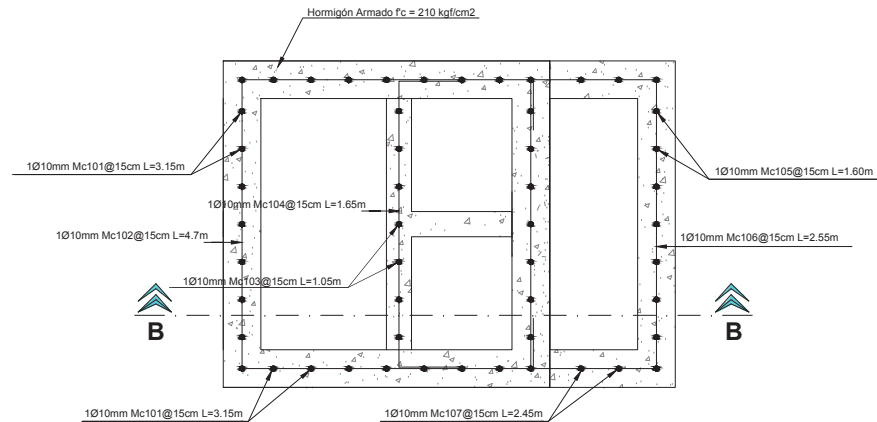 Hormigón Armado f'c = 210 kgf/cm2
1Ø10mm Mc101@15cm L=3.15m
1Ø10mm Mc105@15cm L=1.60m
1Ø10mm Mc104@15cm L=1.65m
1Ø10mm Mc102@15cm L=4.7m
1Ø10mm Mc106@15cm L=2.55m
1Ø10mm Mc103@15cm L=1.05m
B
B
1Ø10mm Mc101@15cm L=3.15m
1Ø10mm Mc107@15cm L=2.45m